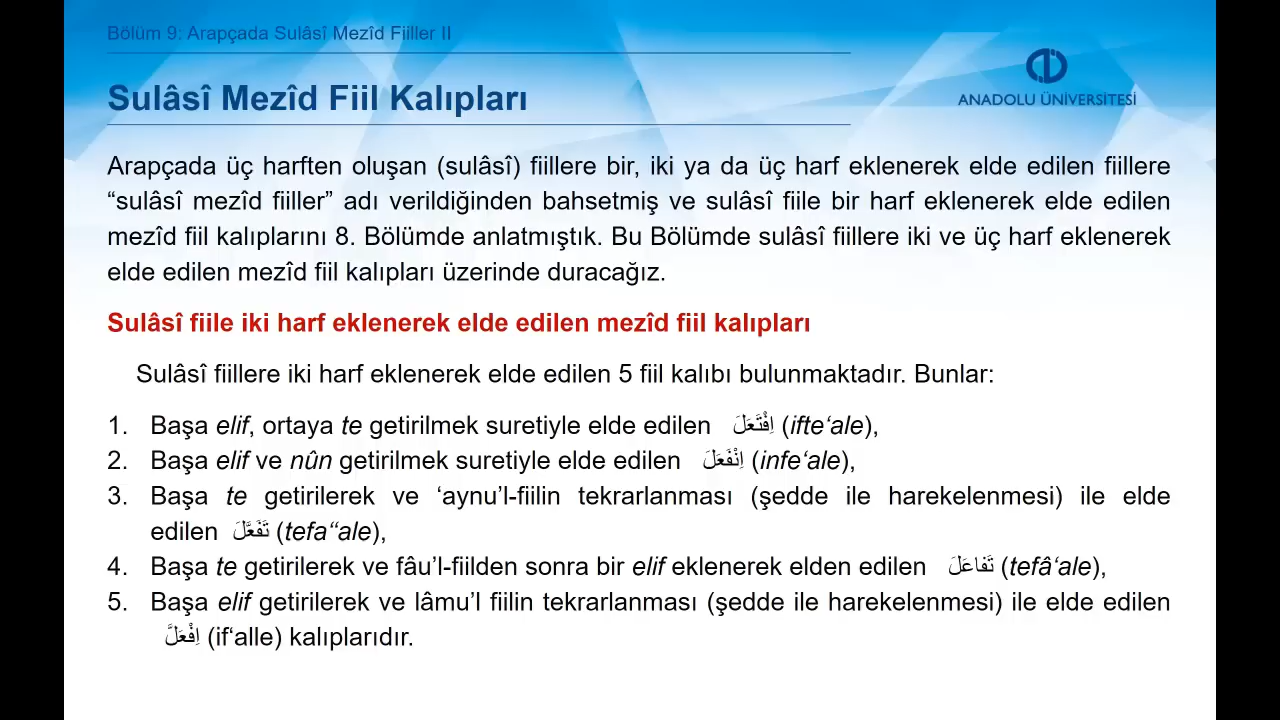 Bölüm 9: Arapçada Sulâsî Mezîd Fiiller II
Sulâsî Mezîd Fiil Kalıpları
ANADOLU ÜNİVERSİTESİ
Arapçada üç harften oluşan (sulâsî) fiillere bir, iki ya da üç harf eklenerek elde edilen fiillere
“sulâsî mezîd fiiller” adı verildiğinden bahsetmiş ve sulâsî fiile bir harf eklenerek elde edilen
mezîd fiil kalıplarını 8. Bölümde anlatmıştık. Bu Bölümde sulâsî fiillere iki ve üç harf eklenerek
elde edilen mezîd fiil kalıpları üzerinde duracağız.
Sulâsî fiile iki harf eklenerek elde edilen mezîd fiil kalıpları
Sulâsî fiillere iki harf eklenerek elde edilen 5 fiil kalıbı bulunmaktadır. Bunlar:
1. Başa elif, ortaya te getirilmek suretiyle elde edilen اِفْتَعَلَ (ifte‘ale),
2. Başa elif ve nûn getirilmek suretiyle elde edilen اِنْفَعَلَ (infe‘ale),
3. Başa te getirilerek ve ‘aynu’l-fiilin tekrarlanması (şedde ile harekelenmesi) ile elde
edilen تَفَعَّلَ (tefa‘‘ale),
4. Başa te getirilerek ve fâu’l-fiilden sonra bir elif eklenerek elden edilen تَفَاعَلَ (tefâ‘ale),
5. Başa elif getirilerek ve lâmu’l fiilin tekrarlanması (şedde ile harekelenmesi) ile elde edilen
اِفْعَلَّ (if‘alle) kalıplarıdır.